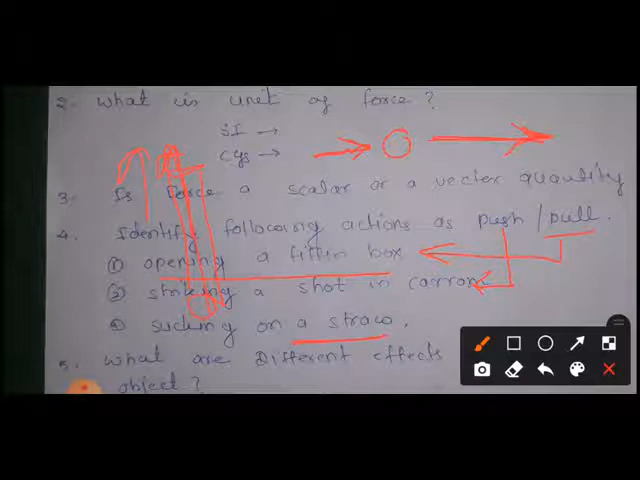 2. What is unit of force?
SI →
CGS →
3. Is force a scalar or a vector quantity
4. Identify following actions as push / pull.
① opening a tiffin box
② striking a shot in carrom
③ sucking on a straw.
5. What are Different effects
object?